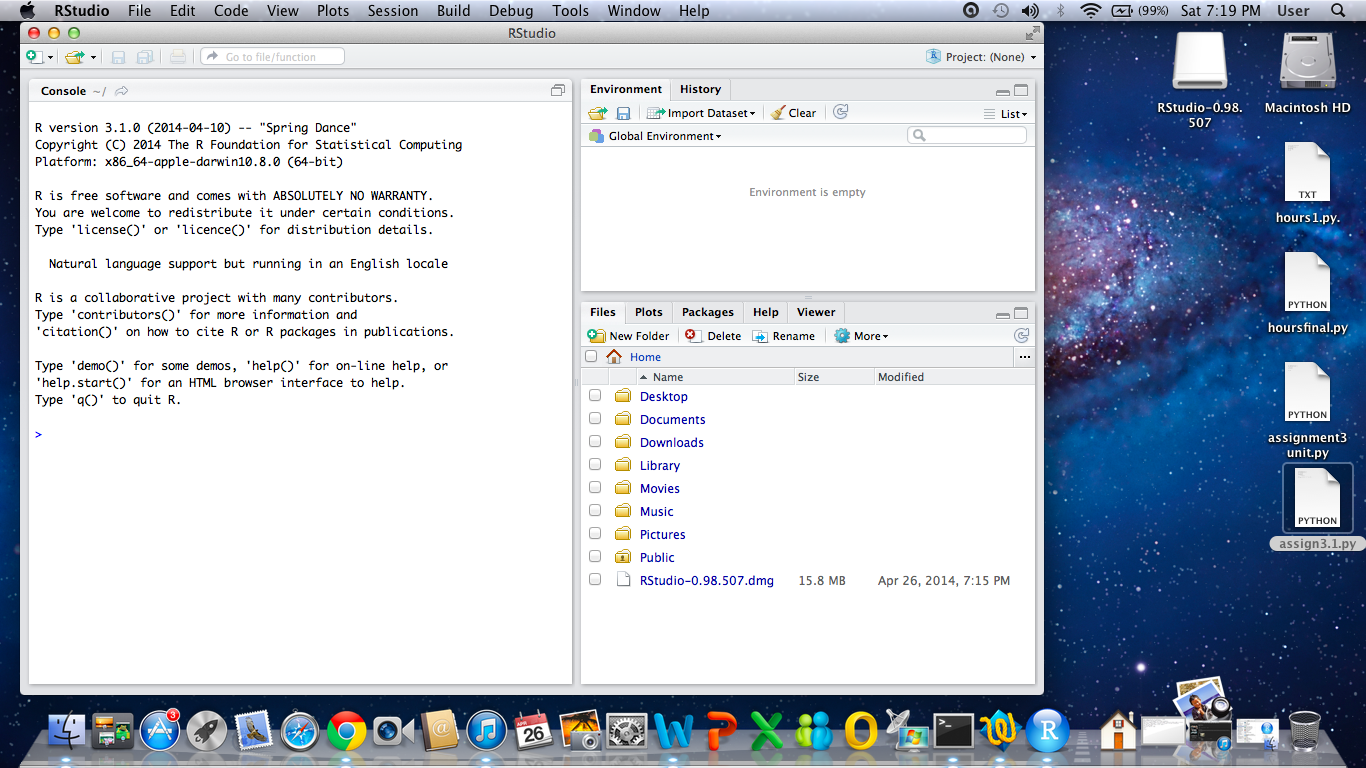 RStudio File Edit Code View Plots Session Build Debug Tools Window Help (99%) Sat 7:19 PM User
RStudio
Go to file/function
Project: (None)
Console ~/
R version 3.1.0 (2014-04-10) -- "Spring Dance"
Copyright (C) 2014 The R Foundation for Statistical Computing
Platform: x86_64-apple-darwin10.8.0 (64-bit)
R is free software and comes with ABSOLUTELY NO WARRANTY.
You are welcome to redistribute it under certain conditions.
Type 'license()' or 'licence()' for distribution details.
Natural language support but running in an English locale
R is a collaborative project with many contributors.
Type 'contributors()' for more information and
'citation()' on how to cite R or R packages in publications.
Type 'demo()' for some demos, 'help()' for on-line help, or
'help.start()' for an HTML browser interface to help.
Type 'q()' to quit R.
>
Environment History
Import Dataset Clear List
Global Environment
Environment is empty
Files Plots Packages Help Viewer
New Folder Delete Rename More
Home ...
Name Size Modified
Desktop
Documents
Downloads
Library
Movies
Music
Pictures
Public
RStudio-0.98.507.dmg 15.8 MB Apr 26, 2014, 7:15 PM
RStudio-0.98.
507
Macintosh HD
TXT
hours1.py.
PYTHON
hoursfinal.py
PYTHON
assignment3
unit.py
PYTHON
assign3.1.py
3
APR
26
W P X O >_ R